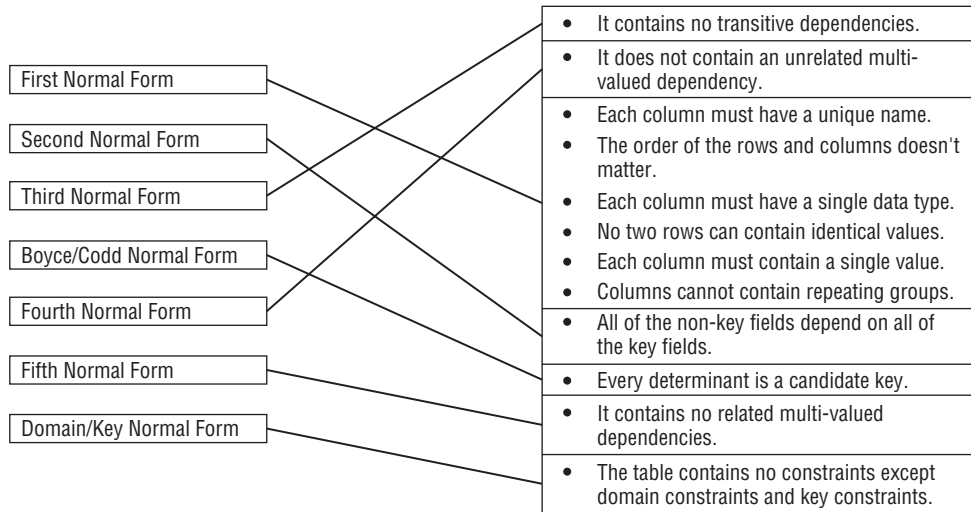 First Normal Form
Second Normal Form
Third Normal Form
Boyce/Codd Normal Form
Fourth Normal Form
Fifth Normal Form
Domain/Key Normal Form
• It contains no transitive dependencies.
• It does not contain an unrelated multi-
valued dependency.
• Each column must have a unique name.
• The order of the rows and columns doesn't
matter.
• Each column must have a single data type.
• No two rows can contain identical values.
• Each column must contain a single value.
• Columns cannot contain repeating groups.
• All of the non-key fields depend on all of
the key fields.
• Every determinant is a candidate key.
• It contains no related multi-valued
dependencies.
• The table contains no constraints except
domain constraints and key constraints.